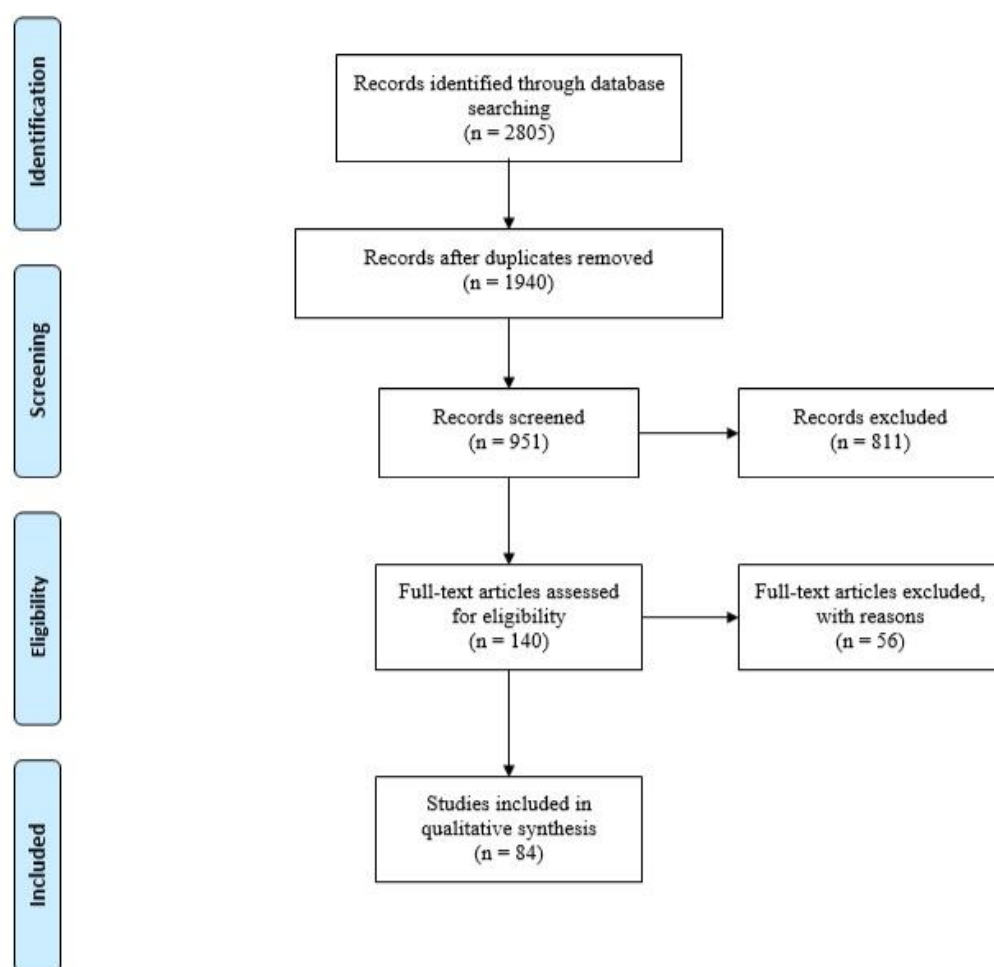 Identification
Records identified through database
searching
(n = 2805)
Records after duplicates removed
(n = 1940)
Screening
Records screened
(n = 951)
Records excluded
(n = 811)
Eligibility
Full-text articles assessed
for eligibility
(n = 140)
Full-text articles excluded,
with reasons
(n = 56)
Included
Studies included in
qualitative synthesis
(n = 84)